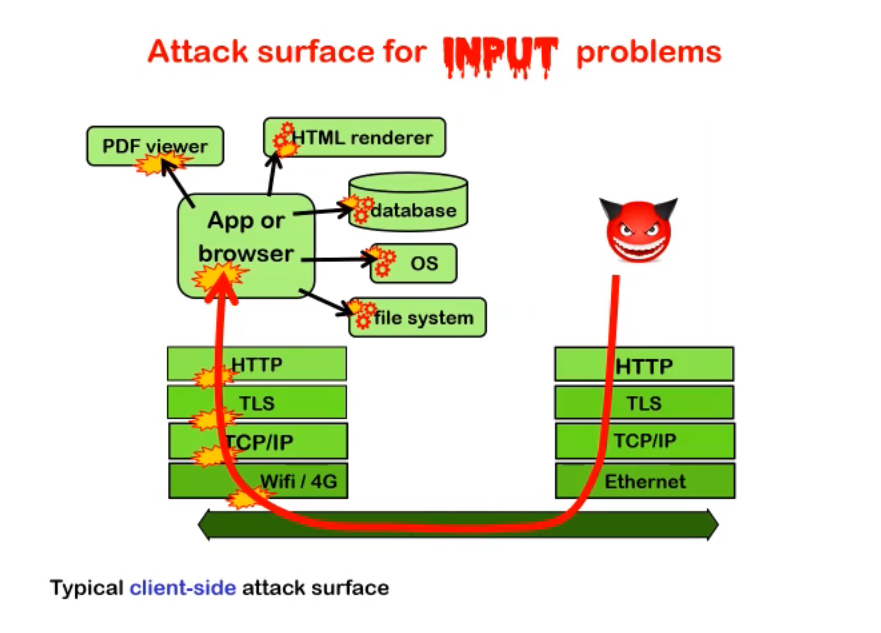 Attack surface for INPUT problems
PDF viewer
HTML renderer
App or
browser
database
OS
file system
HTTP
TLS
TCP/IP
Wifi / 4G
HTTP
TLS
TCP/IP
Ethernet
Typical client-side attack surface